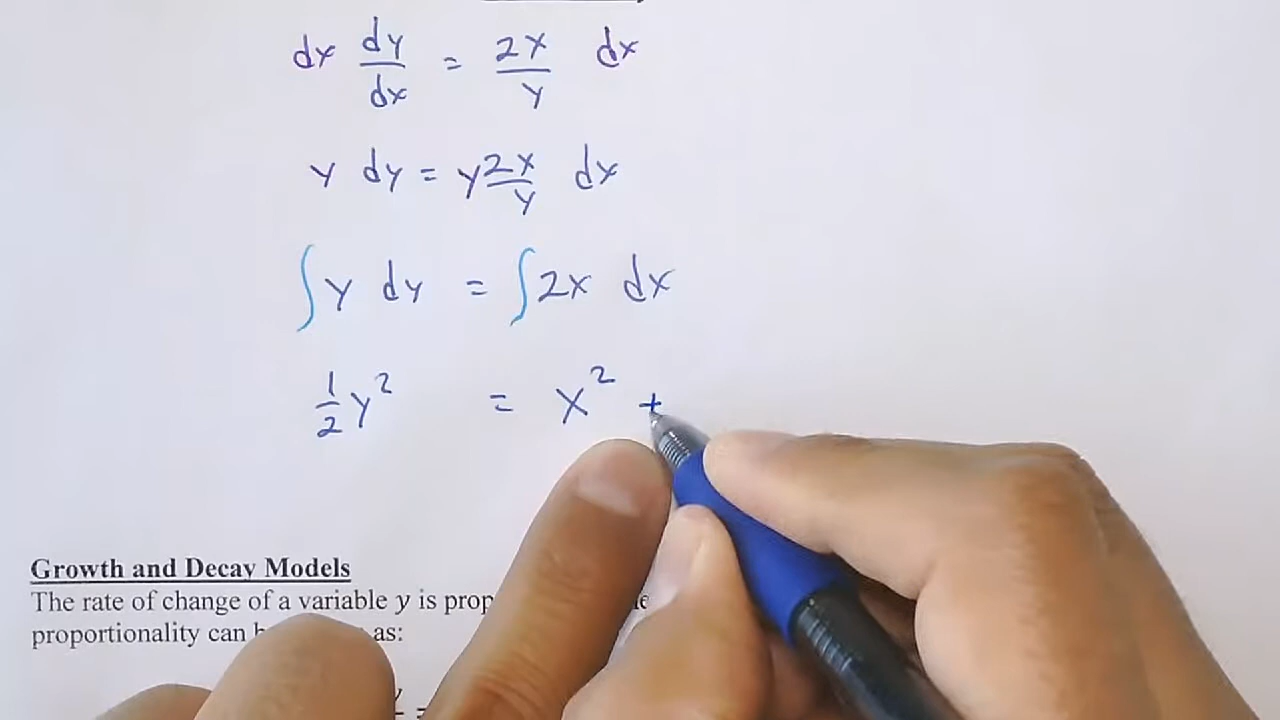 dx dy/dx = 2x/y dx
y dy = y 2x/y dx
∫ y dy = ∫ 2x dx
1/2 y² = x² +
Growth and Decay Models
The rate of change of a variable y is
proportionality can as: